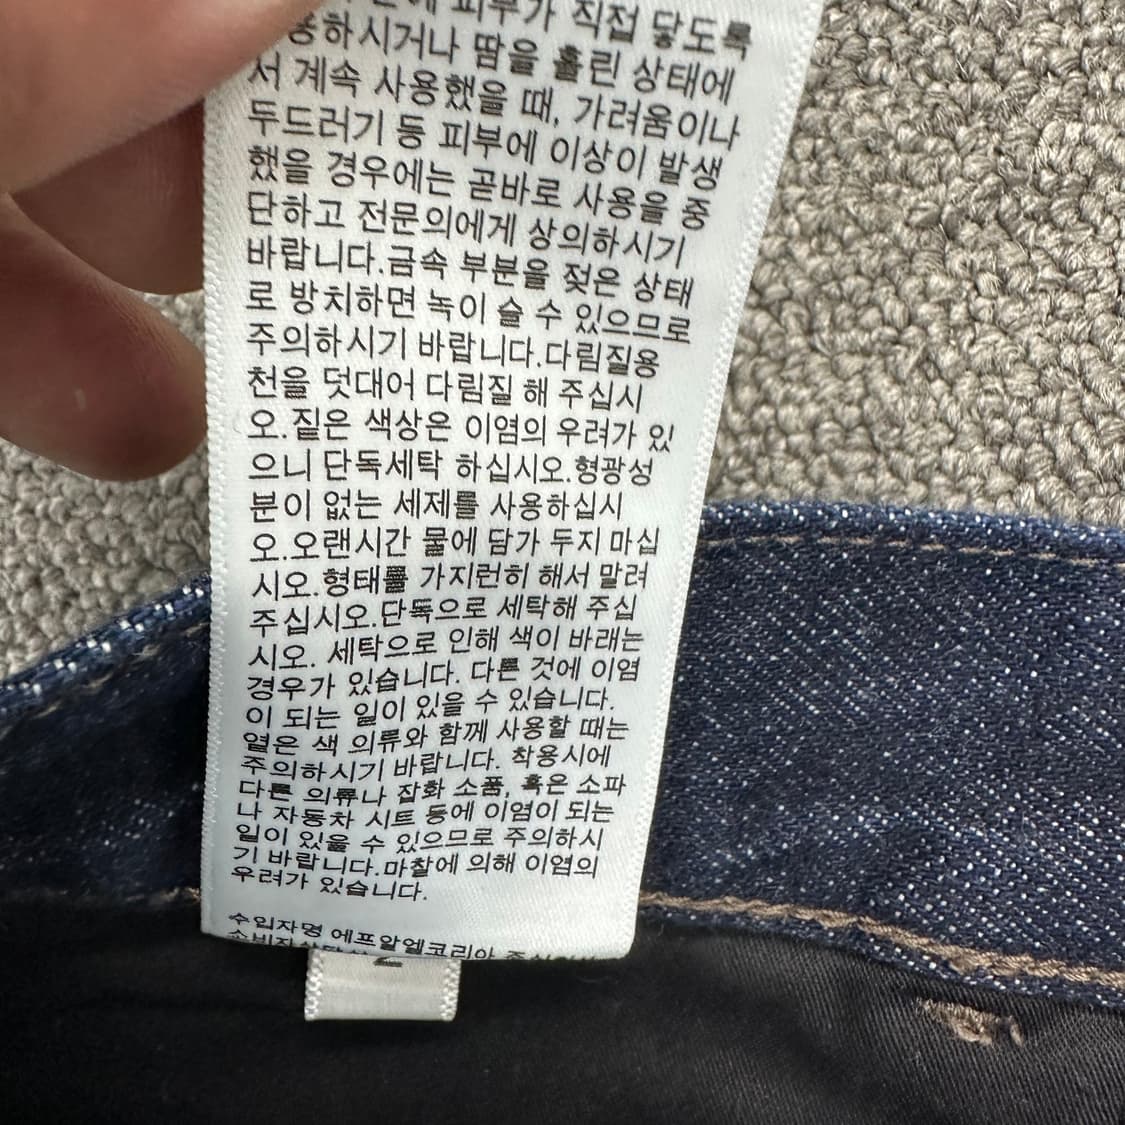 피부가 직접 닿도록
용하시거나 땀을 흘린 상태에
서 계속 사용했을 때, 가려움이나
두드러기 등 피부에 이상이 발생
했을 경우에는 곧바로 사용을 중
단하고 전문의에게 상의하시기
바랍니다.금속 부분을 젖은 상태
로 방치하면 녹이 슬 수 있으므로
주의하시기 바랍니다.다림질용
천을 덧대어 다림질 해 주십시
오.짙은 색상은 이염의 우려가 있
으니 단독세탁 하십시오.형광성
분이 없는 세제를 사용하십시
오.오랜시간 물에 담가 두지 마십
시오.형태를 가지런히 해서 말려
주십시오.단독으로 세탁해 주십
시오. 세탁으로 인해 색이 바래는
경우가 있습니다. 다른 것에 이염
이 되는 일이 있을 수 있습니다.
옅은 색 의류와 함께 사용할 때는
주의하시기 바랍니다. 착용시에
다른 의류나 잡화 소품, 혹은 소파
나 자동차 시트 등에 이염이 되는
일이 있을 수 있으므로 주의하시
기 바랍니다.마찰에 의해 이염의
우려가 있습니다.
수입자명 에프알엘코리아